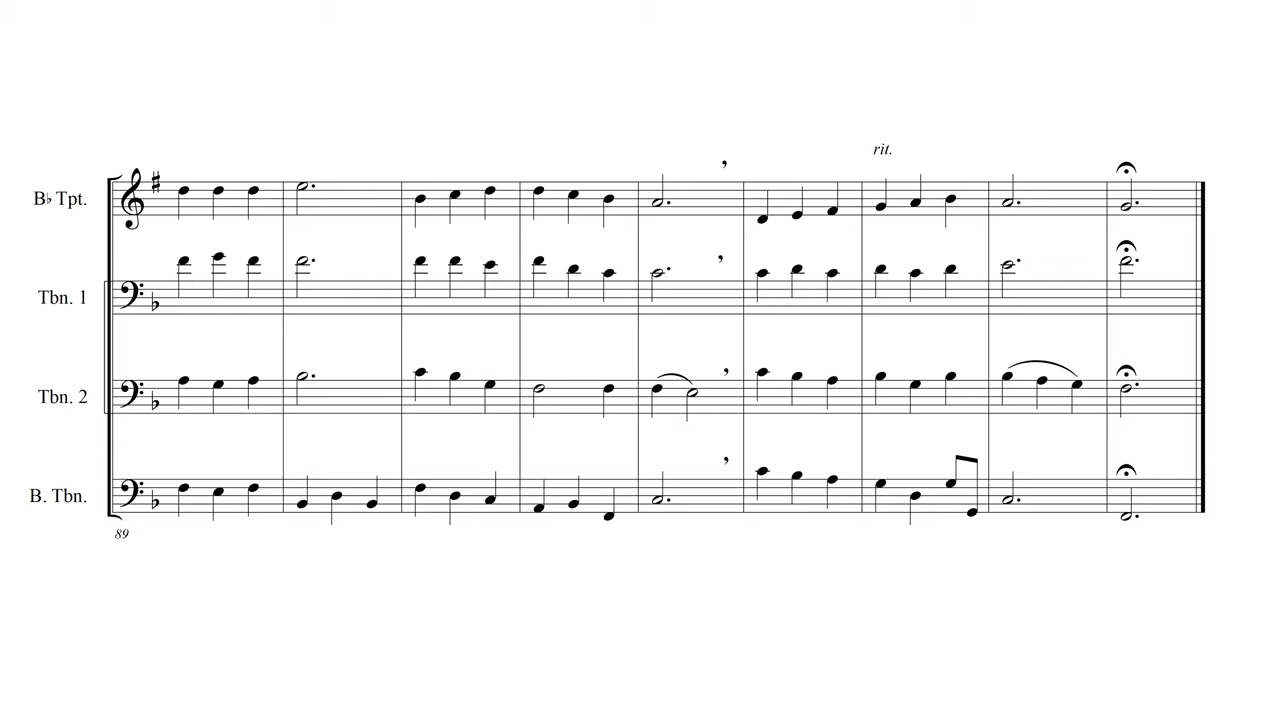 rit.
B♭ Tpt.
Tbn. 1
Tbn. 2
B. Tbn.
89